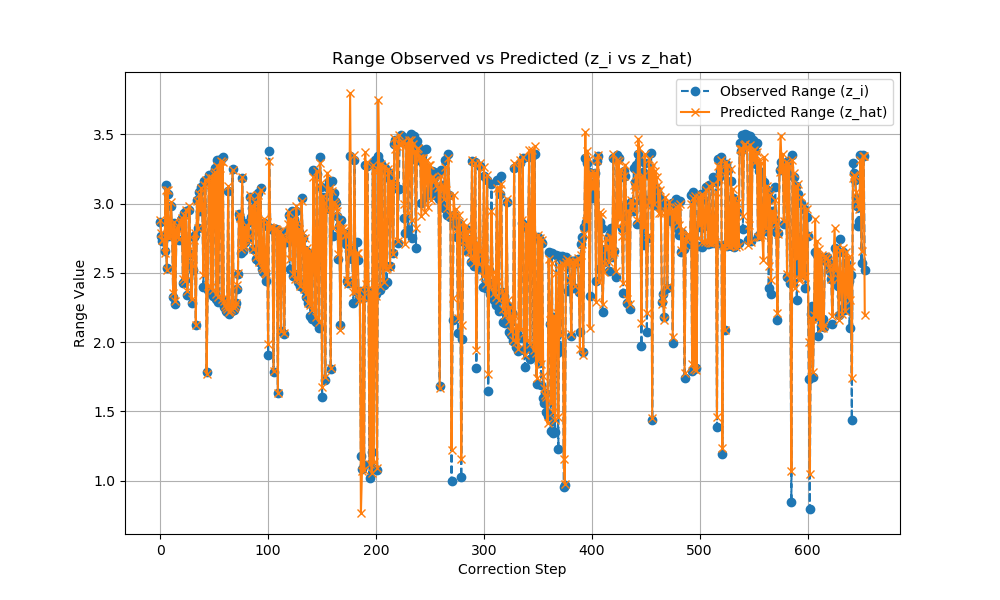 Range Observed vs Predicted (z_i vs z_hat)
Observed Range (z_i)
Predicted Range (z_hat)
Range Value
3.5
3.0
2.5
2.0
1.5
1.0
0 100 200 300 400 500 600
Correction Step